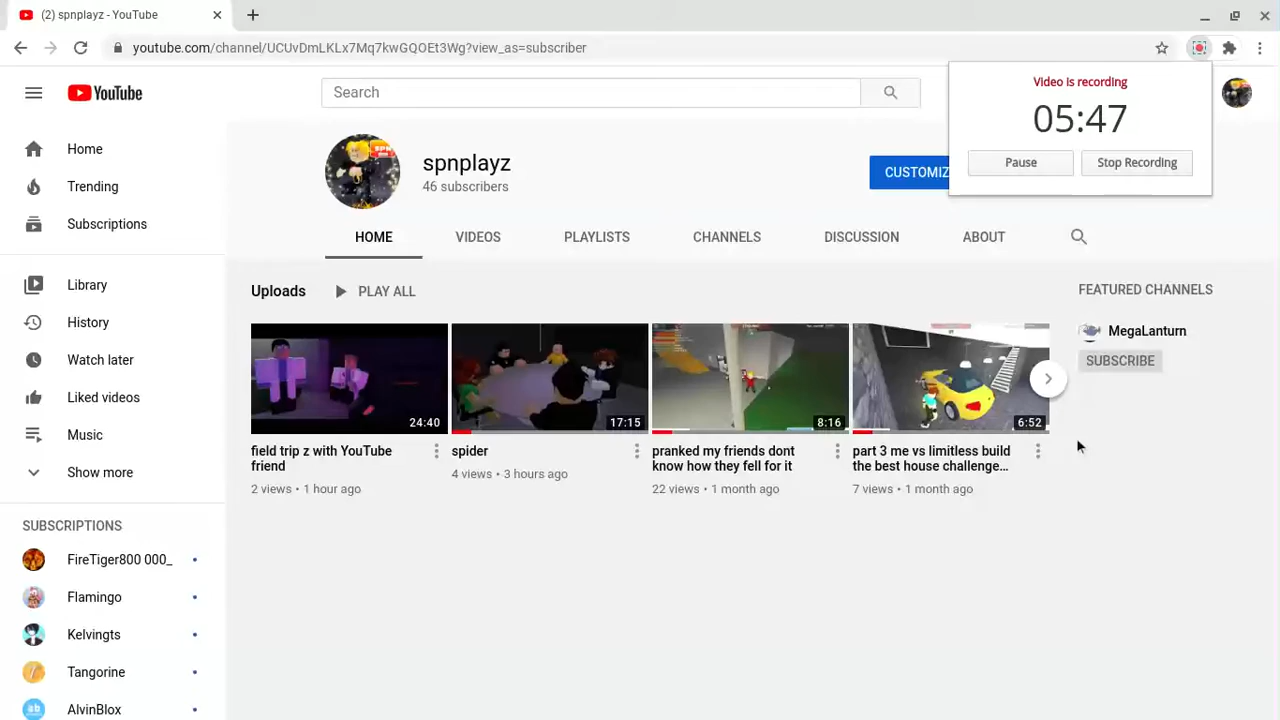 (2) spnplayz - YouTube
youtube.com/channel/UCUvDmLKLx7Mq7kwGQOEt3Wg?view_as=subscriber
YouTube
Search
Video is recording
05:47
Pause
Stop Recording
Home
Trending
Subscriptions
Library
History
Watch later
Liked videos
Music
Show more
SUBSCRIPTIONS
FireTiger800 000_
Flamingo
Kelvingts
Tangorine
AlvinBlox
spnplayz
46 subscribers
CUSTOMIZ
HOME
VIDEOS
PLAYLISTS
CHANNELS
DISCUSSION
ABOUT
Uploads
PLAY ALL
24:40
field trip z with YouTube
friend
2 views • 1 hour ago
17:15
spider
4 views • 3 hours ago
8:16
pranked my friends dont
know how they fell for it
22 views • 1 month ago
6:52
part 3 me vs limitless build
the best house challenge…
7 views • 1 month ago
FEATURED CHANNELS
MegaLanturn
SUBSCRIBE